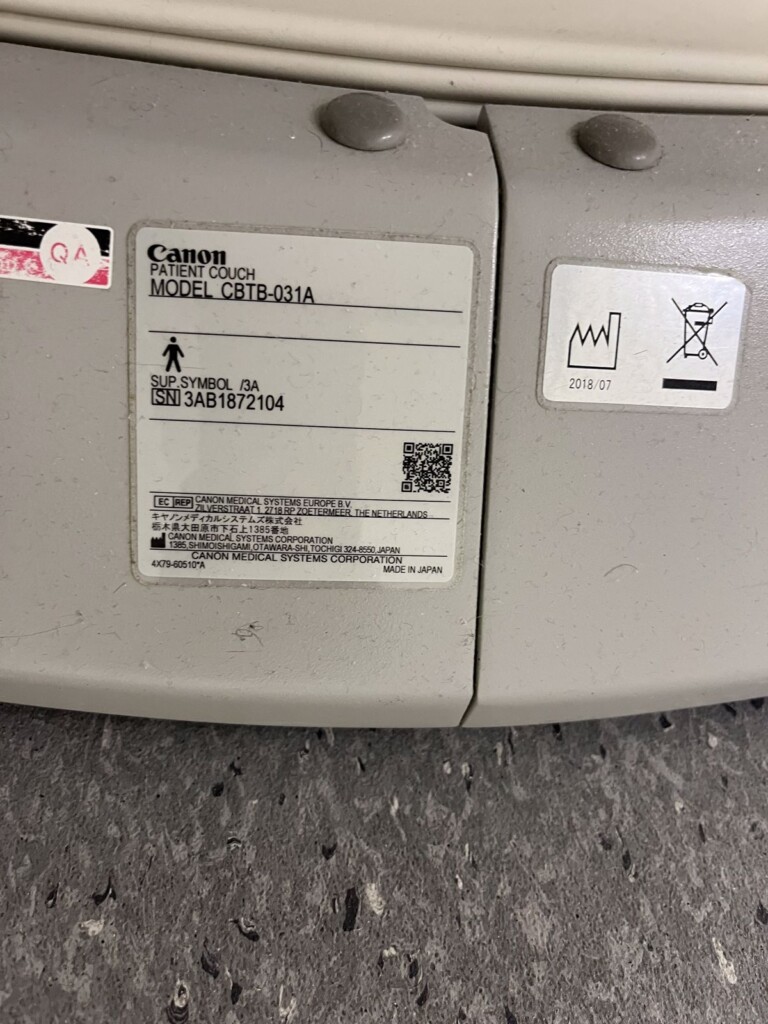 QA
Canon
PATIENT COUCH
MODEL CBTB-031A
SUP.SYMBOL /3A
SN 3AB1872104
EC REP CANON MEDICAL SYSTEMS EUROPE B.V.
ZILVERSTRAAT 1, 2718 RP ZOETERMEER, THE NETHERLANDS
キヤノンメディカルシステムズ株式会社
栃木県大田原市下石上1385番地
CANON MEDICAL SYSTEMS CORPORATION
1385, SHIMOISHIGAMI, OTAWARA-SHI, TOCHIGI 324-8550, JAPAN
CANON MEDICAL SYSTEMS CORPORATION
4X79-60510*A
MADE IN JAPAN
2018/07